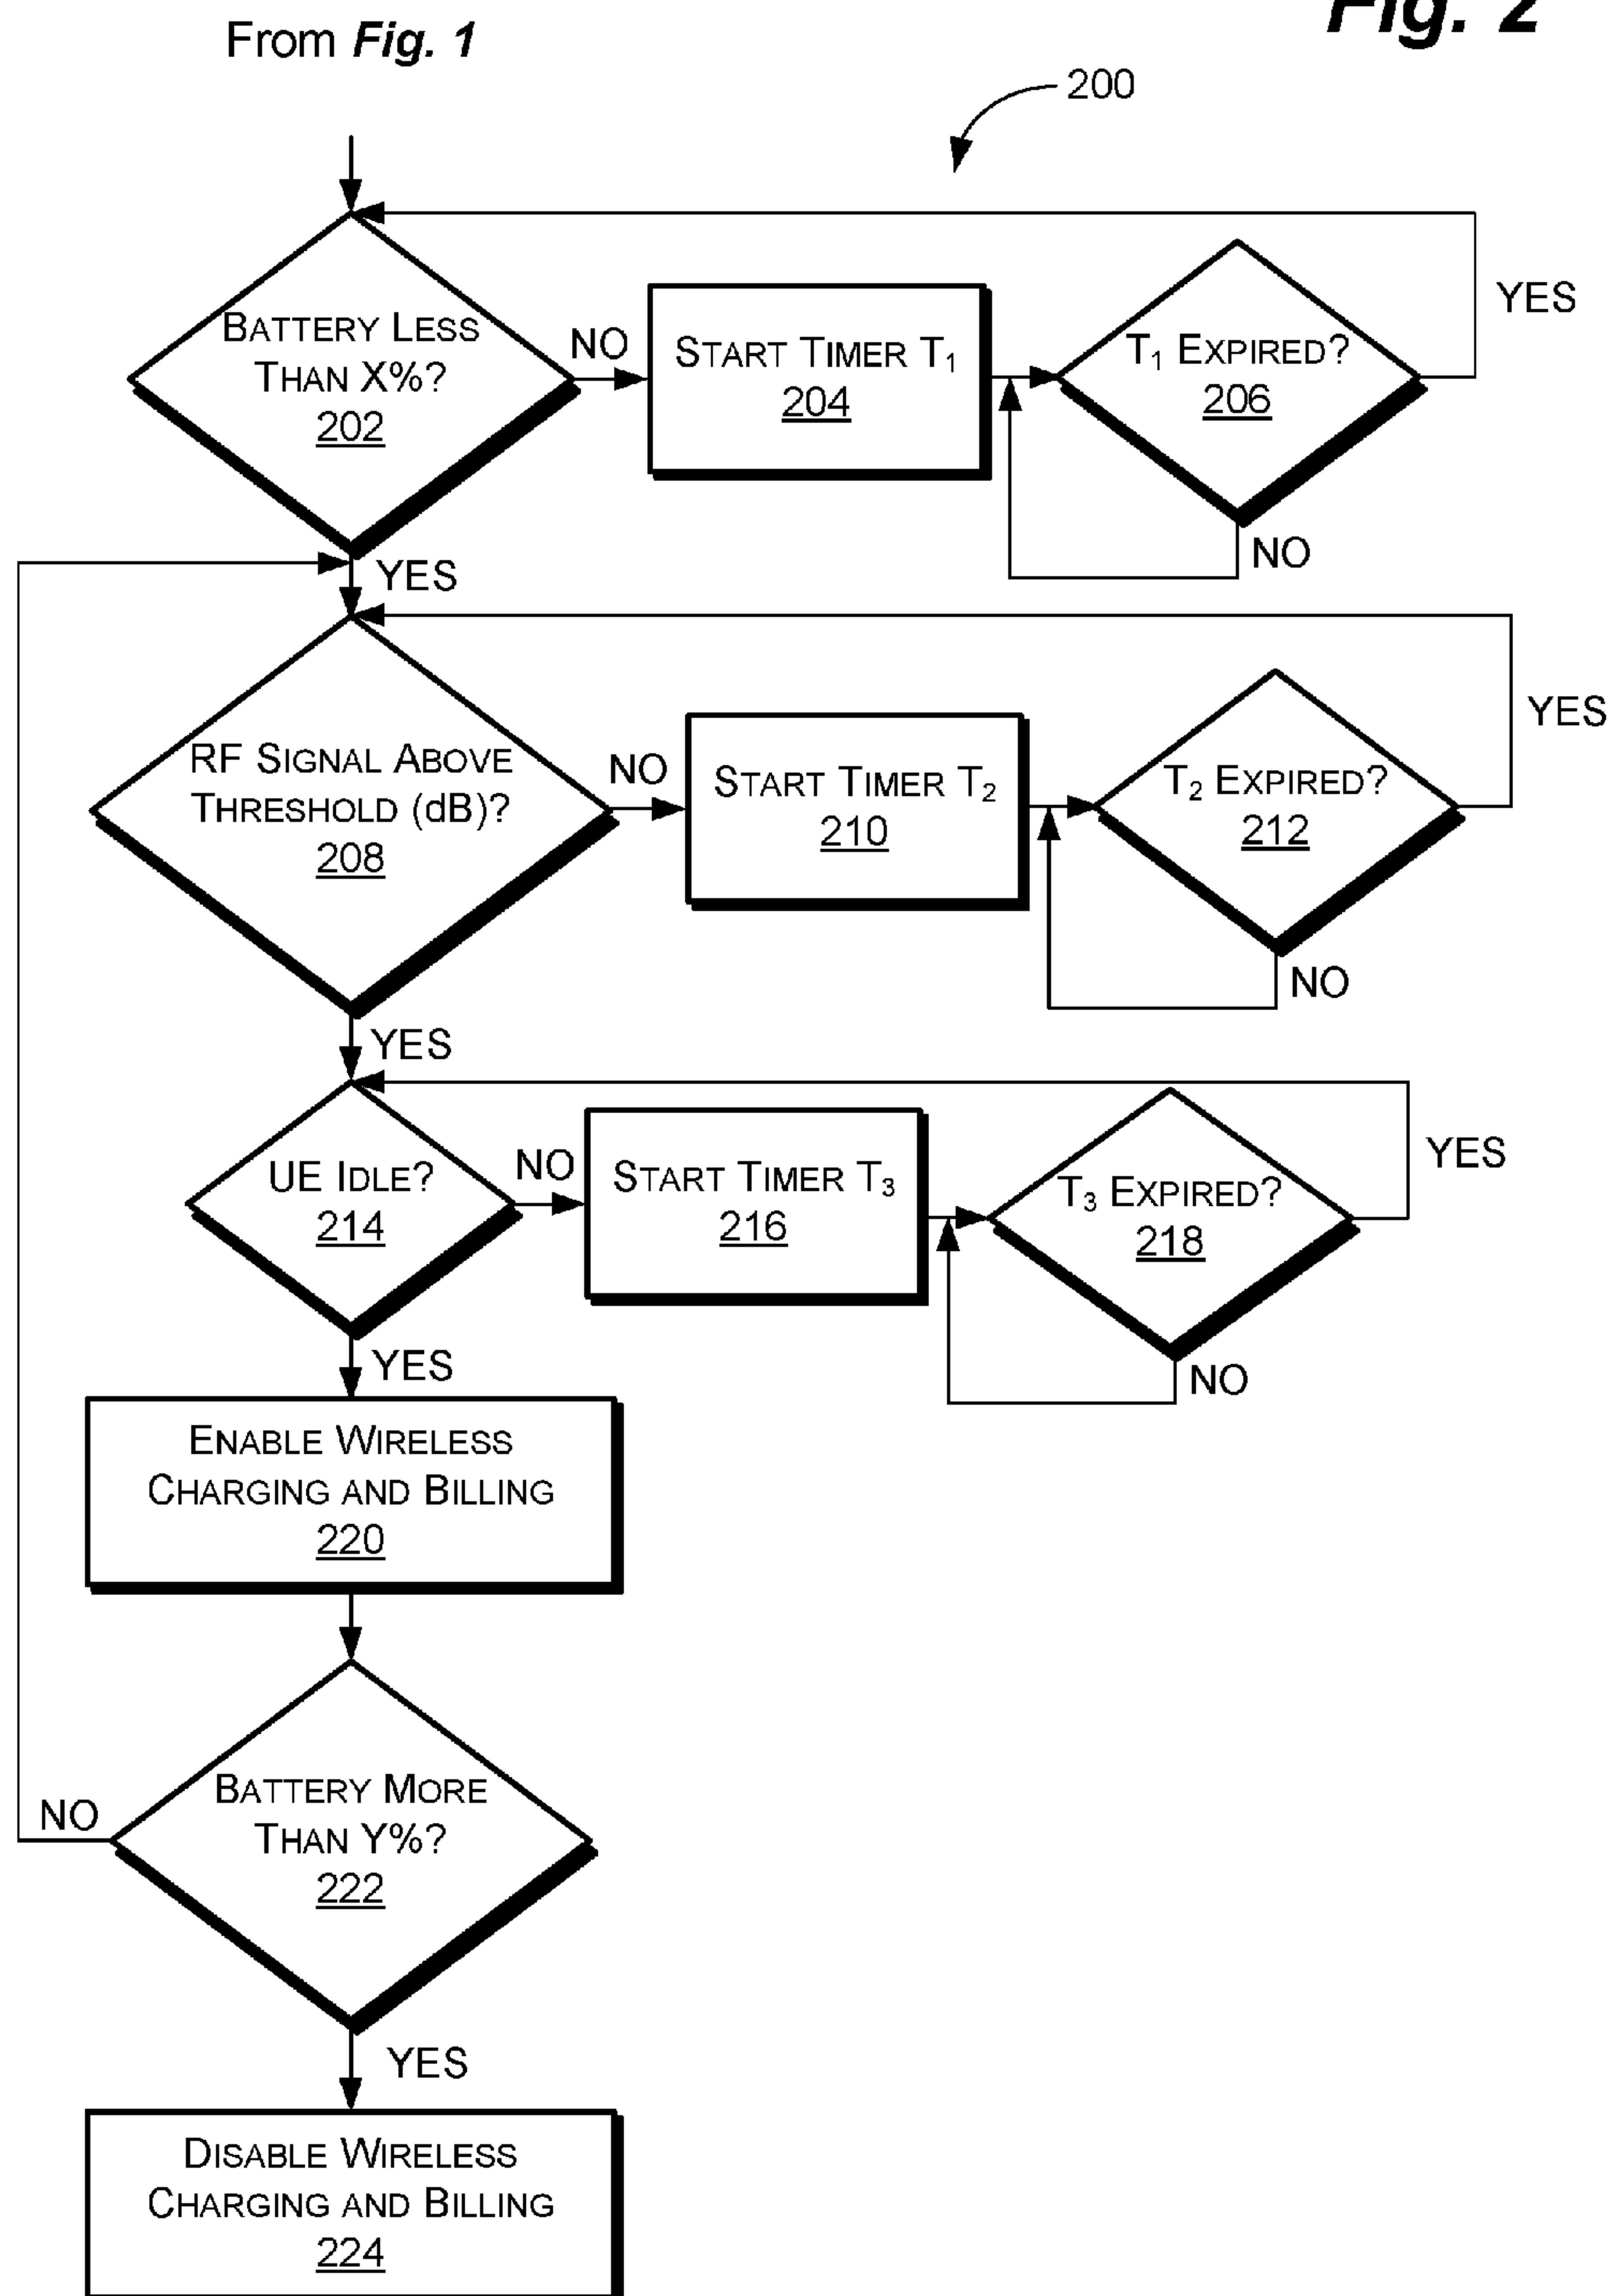 Fig. 2
From Fig. 1
200
BATTERY LESS
THAN X%?
202
NO
START TIMER T1
204
T1 EXPIRED?
206
YES
NO
YES
RF SIGNAL ABOVE
THRESHOLD (dB)?
208
NO
START TIMER T2
210
T2 EXPIRED?
212
YES
NO
YES
UE IDLE?
214
NO
START TIMER T3
216
T3 EXPIRED?
218
YES
NO
YES
ENABLE WIRELESS
CHARGING AND BILLING
220
BATTERY MORE
THAN Y%?
222
NO
YES
DISABLE WIRELESS
CHARGING AND BILLING
224